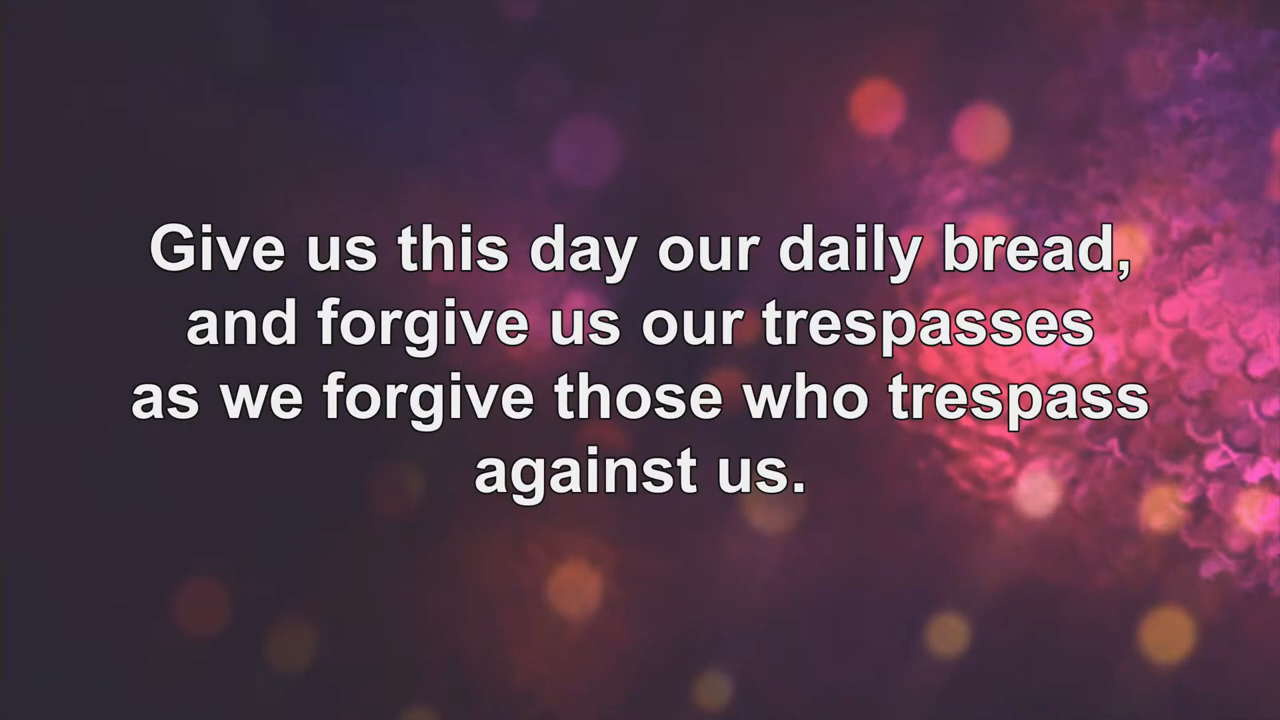 Give us this day our daily bread,
and forgive us our trespasses
as we forgive those who trespass
against us.